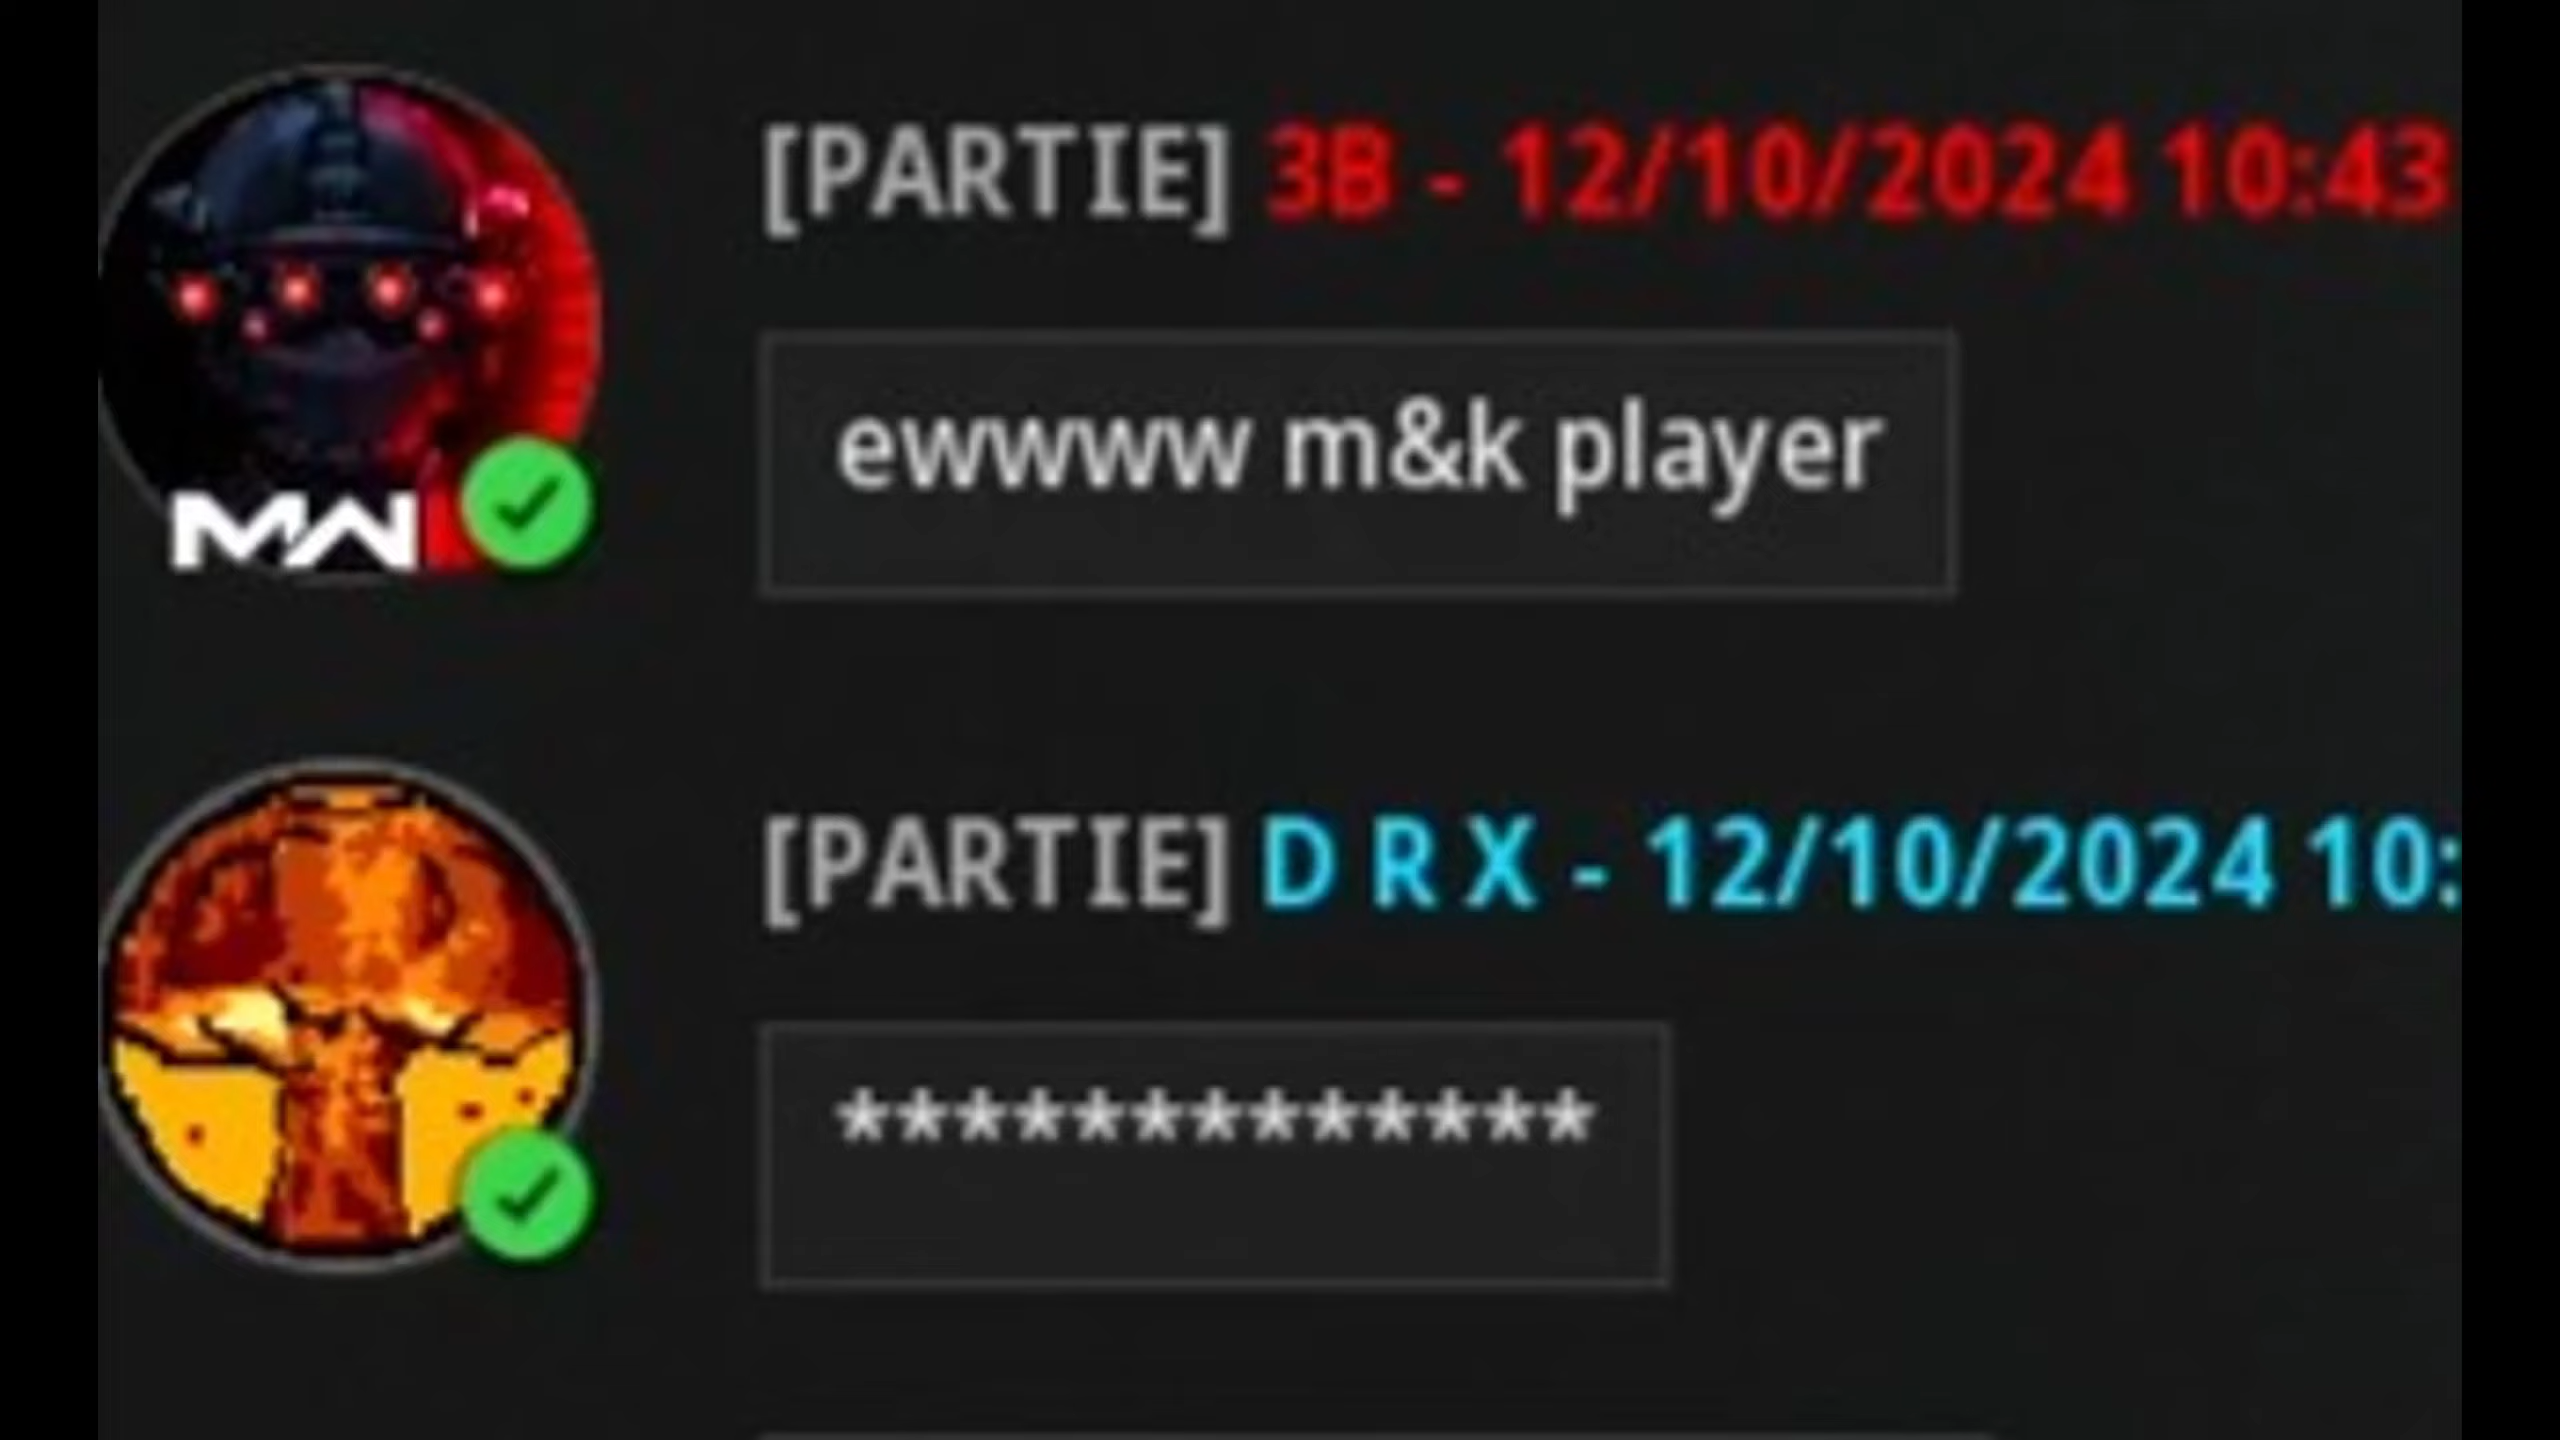 [PARTIE] 3B - 12/10/2024 10:43
ewwww m&k player
MW
[PARTIE] D R X - 12/10/2024 10:
*************